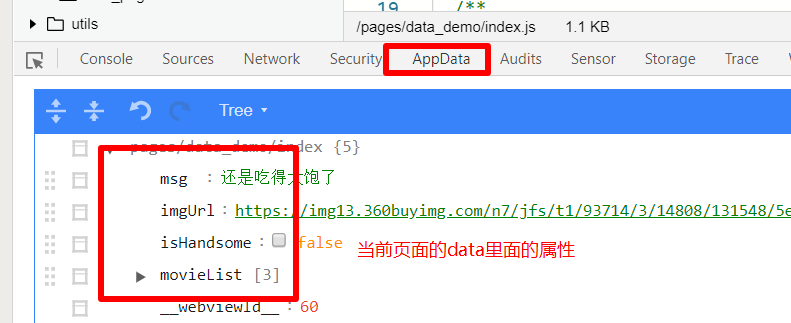 19 /**
utils
/pages/data_demo/index.js 1.1 KB
Console Sources Network Security AppData Audits Sensor Storage Trace
Tree
pages/data_demo/index {5}
msg : 还是吃得太饱了
imgUrl : https://img13.360buyimg.com/n7/jfs/t1/93714/3/14808/131548/5e
isHandsome : false
当前页面的data里面的属性
movieList [3]
__webviewId__ : 60